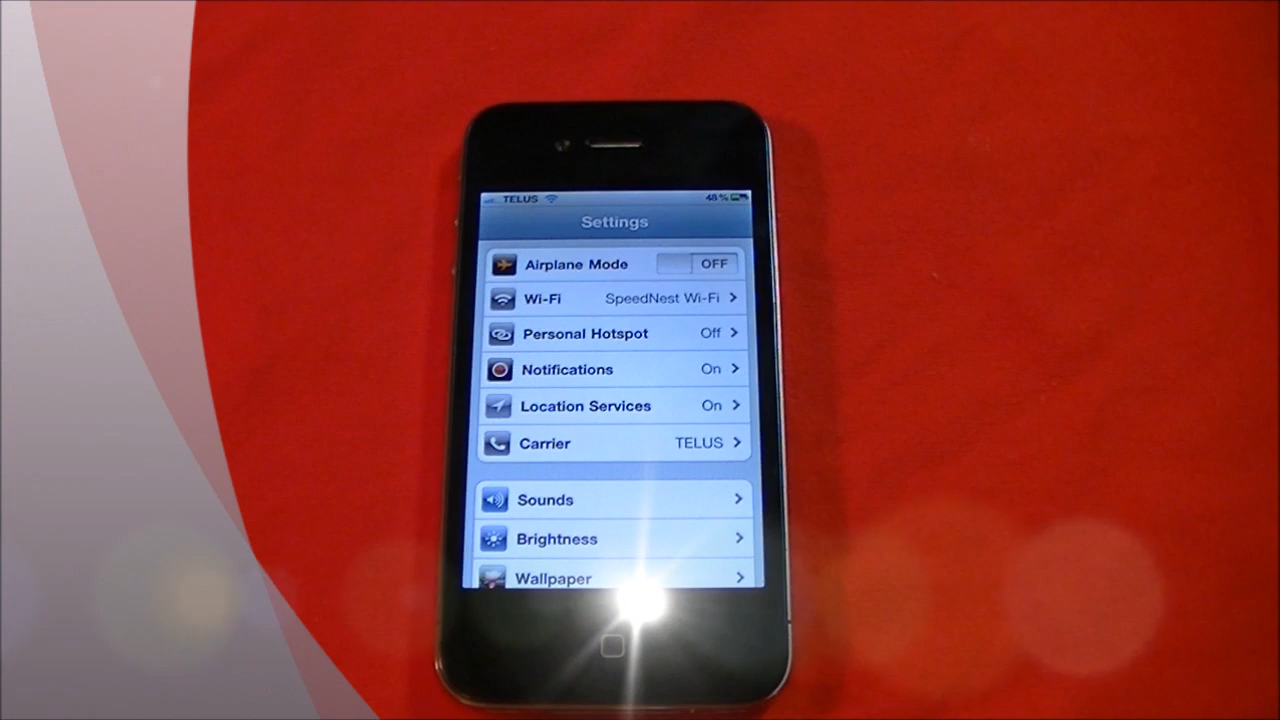 TELUS 48%
Settings
Airplane Mode OFF
Wi-Fi SpeedNest Wi-Fi
Personal Hotspot Off
Notifications On
Location Services On
Carrier TELUS
Sounds
Brightness
Wallpaper